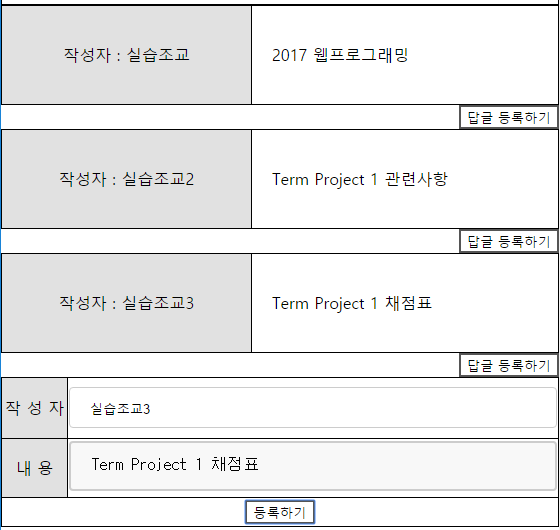 작성자 : 실습조교 2017 웹프로그래밍
답글 등록하기
작성자 : 실습조교2 Term Project 1 관련사항
답글 등록하기
작성자 : 실습조교3 Term Project 1 채점표
답글 등록하기
작 성 자 실습조교3
내 용 Term Project 1 채점표
등록하기